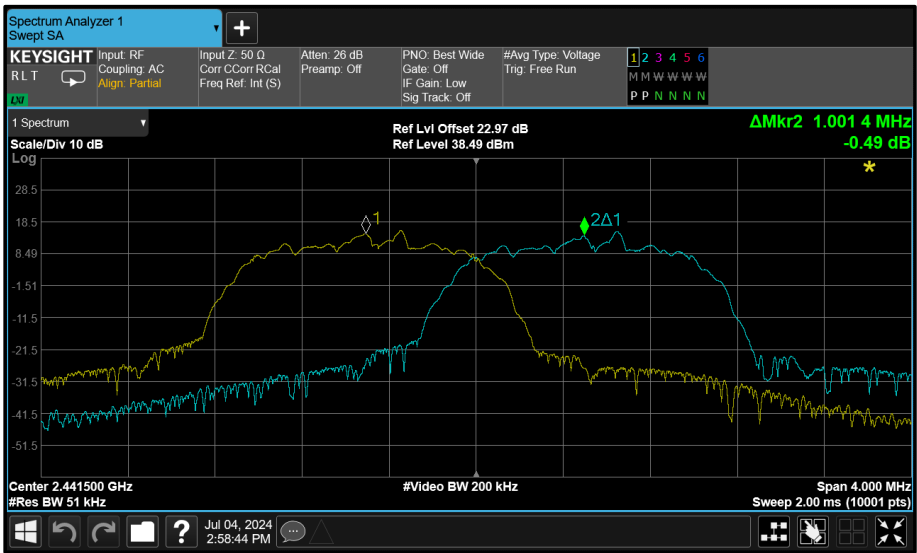 Spectrum Analyzer 1
Swept SA
+
KEYSIGHT
RLT
LXI
Input: RF
Coupling: AC
Align: Partial
Input Z: 50 Ω
Corr CCorr RCal
Freq Ref: Int (S)
Atten: 26 dB
Preamp: Off
PNO: Best Wide
Gate: Off
IF Gain: Low
Sig Track: Off
#Avg Type: Voltage
Trig: Free Run
1 2 3 4 5 6
M M W W W W
P P N N N N
1 Spectrum
Scale/Div 10 dB
Ref Lvl Offset 22.97 dB
Ref Level 38.49 dBm
ΔMkr2 1.001 4 MHz
-0.49 dB
Log
*
28.5
18.5
8.49
-1.51
-11.5
-21.5
-31.5
-41.5
-51.5
1
2Δ1
Center 2.441500 GHz
#Video BW 200 kHz
Span 4.000 MHz
#Res BW 51 kHz
Sweep 2.00 ms (10001 pts)
?
Jul 04, 2024
2:58:44 PM